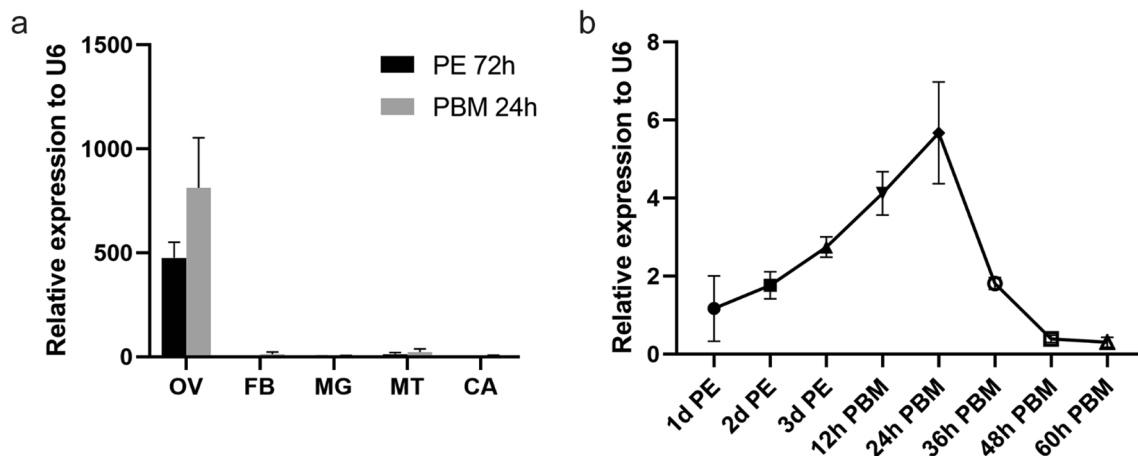 a
Relative expression to U6
1500
1000
500
0
PE 72h
PBM 24h
OV FB MG MT CA
b
Relative expression to U6
8
6
4
2
0
1d PE
2d PE
3d PE
12h PBM
24h PBM
36h PBM
48h PBM
60h PBM